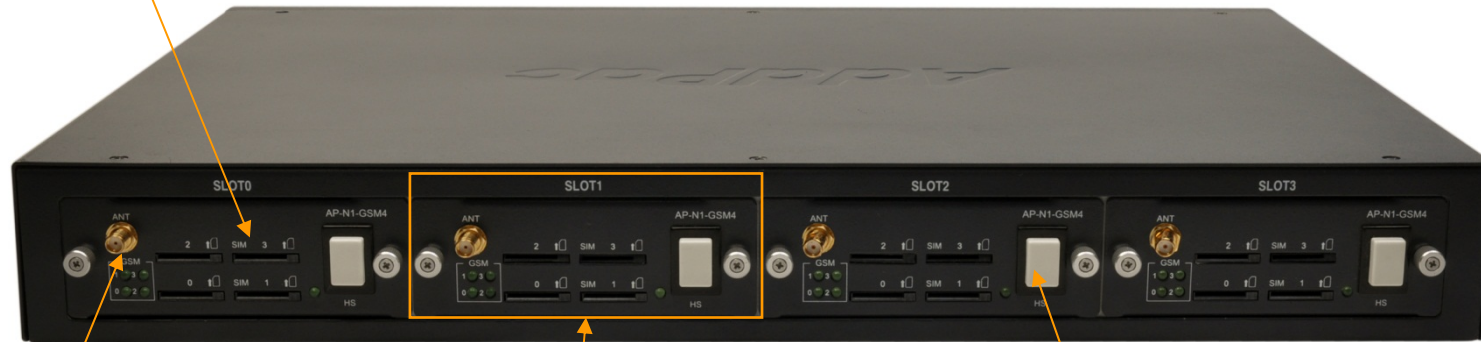 AddPac
SLOT0 SLOT1 SLOT2 SLOT3
ANT AP-N1-GSM4 ANT AP-N1-GSM4 ANT AP-N1-GSM4 ANT AP-N1-GSM4
2 SIM 3 2 SIM 3 2 SIM 3 2 SIM 3
GSM GSM GSM GSM
1 3 1 3 1 3 1 3
0 SIM 1 0 SIM 1 0 SIM 1 0 SIM 1
0 2 0 2 0 2 0 2
HS HS HS HS